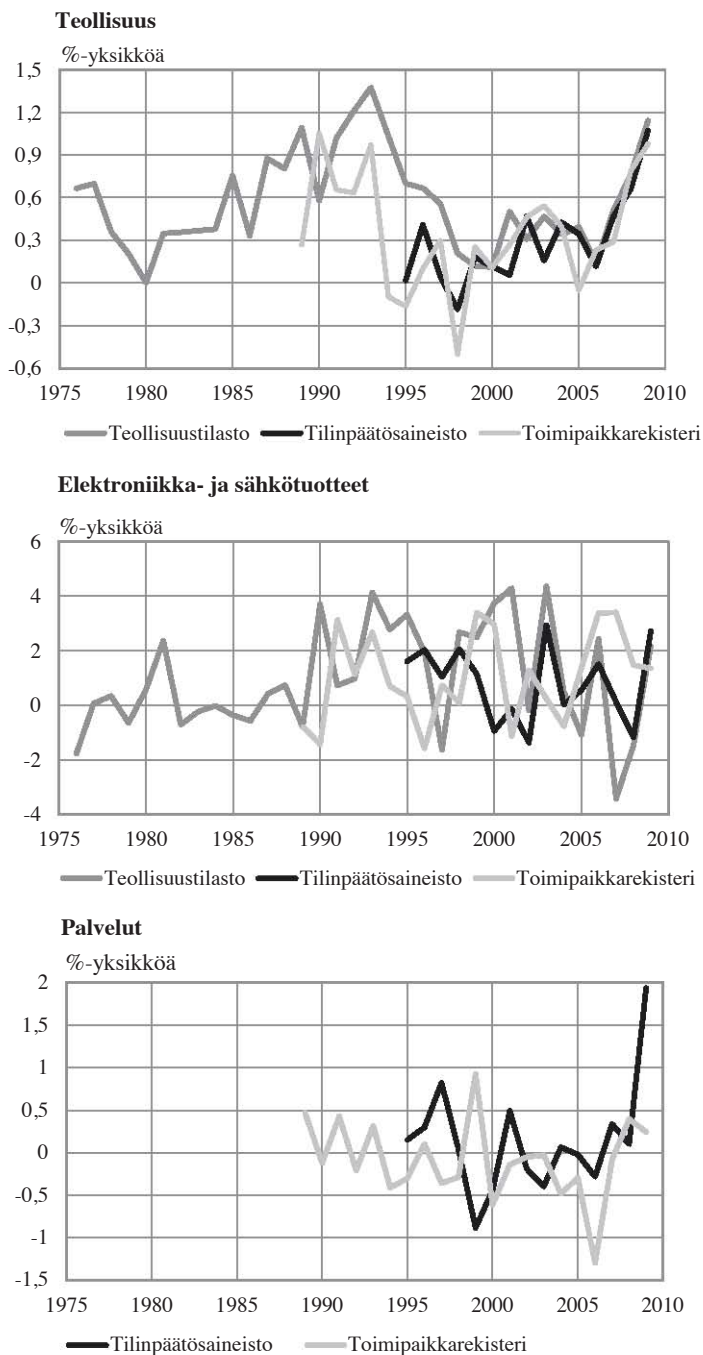 Teollisuus
%-yksikköä
1,5
1,2
0,9
0,6
0,3
0
-0,3
-0,6
1975 1980 1985 1990 1995 2000 2005 2010
Teollisuustilasto Tilinpäätösaineisto Toimipaikkarekisteri
Elektroniikka- ja sähkötuotteet
%-yksikköä
6
4
2
0
-2
-4
1975 1980 1985 1990 1995 2000 2005 2010
Teollisuustilasto Tilinpäätösaineisto Toimipaikkarekisteri
Palvelut
%-yksikköä
2
1,5
1
0,5
0
-0,5
-1
-1,5
1975 1980 1985 1990 1995 2000 2005 2010
Tilinpäätösaineisto Toimipaikkarekisteri